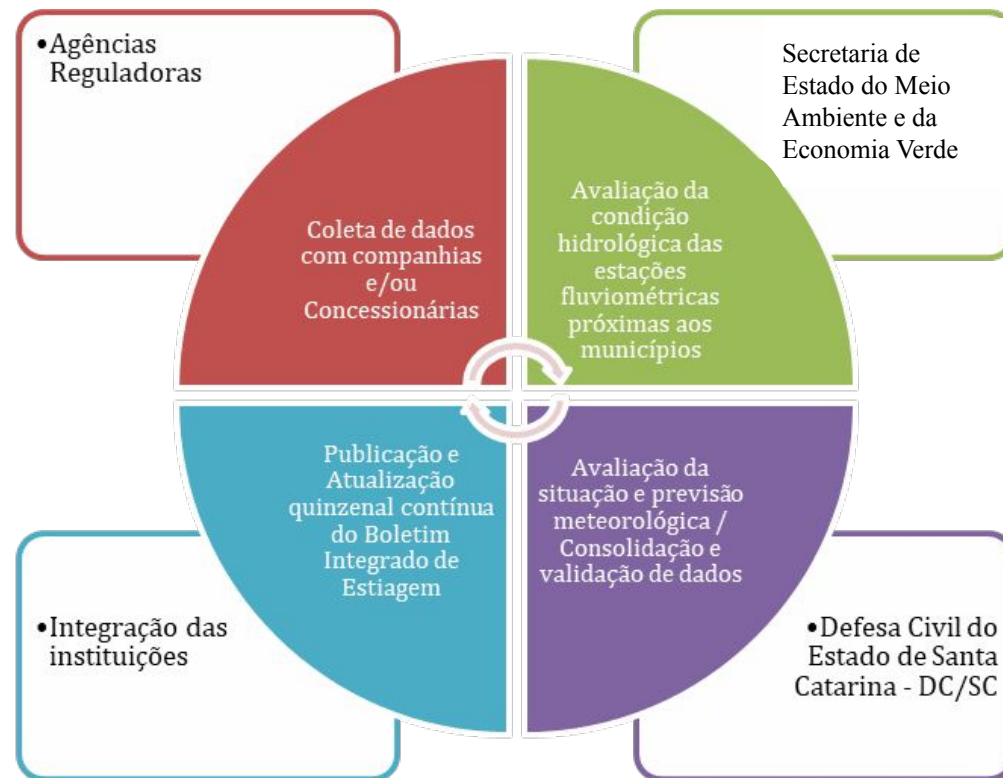 •Agências
Reguladoras
Secretaria de
Estado do Meio
Ambiente e da
Economia Verde
Coleta de dados
com companhias
e/ou
Concessionárias
Avaliação da
condição
hidrológica das
estações
fluviométricas
próximas aos
municípios
Publicação e
Atualização
quinzenal contínua
do Boletim
Integrado de
Estiagem
Avaliação da
situação e previsão
meteorológica /
Consolidação e
validação de dados
•Integração das
instituições
•Defesa Civil do
Estado de Santa
Catarina - DC/SC